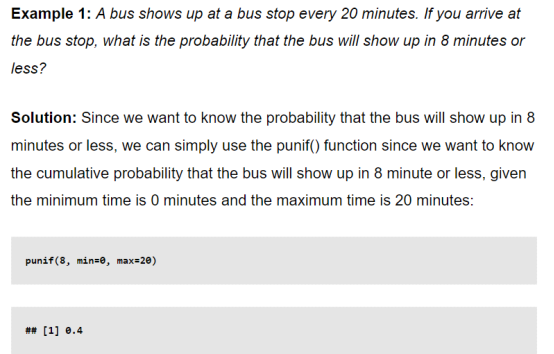 Example 1: A bus shows up at a bus stop every 20 minutes. If you arrive at
the bus stop, what is the probability that the bus will show up in 8 minutes or
less?
Solution: Since we want to know the probability that the bus will show up in 8
minutes or less, we can simply use the punif() function since we want to know
the cumulative probability that the bus will show up in 8 minute or less, given
the minimum time is 0 minutes and the maximum time is 20 minutes:
punif(8, min=0, max=20)
## [1] 0.4